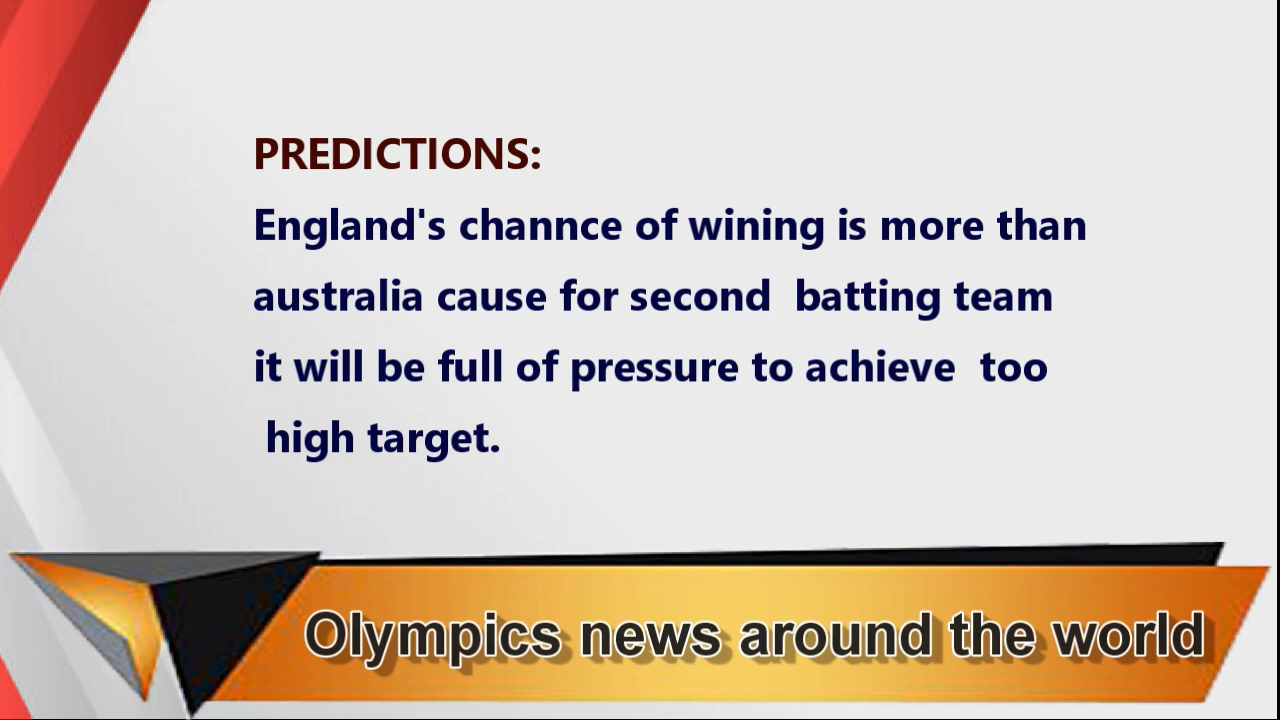 PREDICTIONS:
England's channce of wining is more than
australia cause for second  batting team
it will be full of pressure to achieve  too
high target.
Olympics news around the world